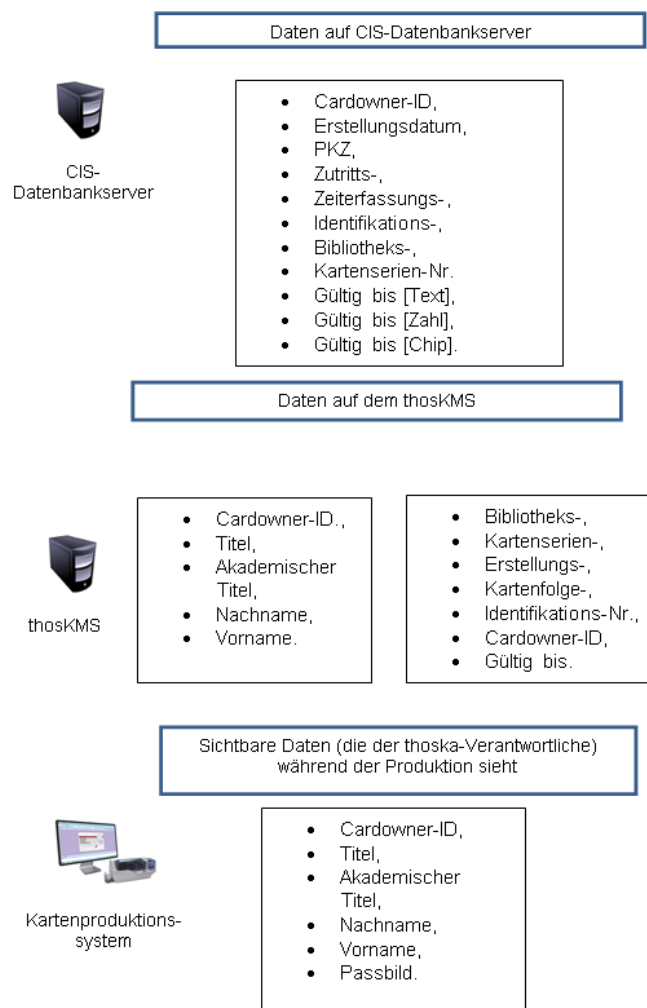 Daten auf CIS-Datenbankserver
CIS-
Datenbankserver
• Cardowner-ID,
• Erstellungsdatum,
• PKZ,
• Zutritts-,
• Zeiterfassungs-,
• Identifikations-,
• Bibliotheks-,
• Kartenserien-Nr.
• Gültig bis [Text],
• Gültig bis [Zahl],
• Gültig bis [Chip].
Daten auf dem thosKMS
thosKMS
• Cardowner-ID.,
• Titel,
• Akademischer
Titel,
• Nachname,
• Vorname.
• Bibliotheks-,
• Kartenserien-,
• Erstellungs-,
• Kartenfolge-,
• Identifikations-Nr.,
• Cardowner-ID,
• Gültig bis.
Sichtbare Daten (die der thoska-Verantwortliche)
während der Produktion sieht
Kartenproduktions-
system
• Cardowner-ID,
• Titel,
• Akademischer
Titel,
• Nachname,
• Vorname,
• Passbild.